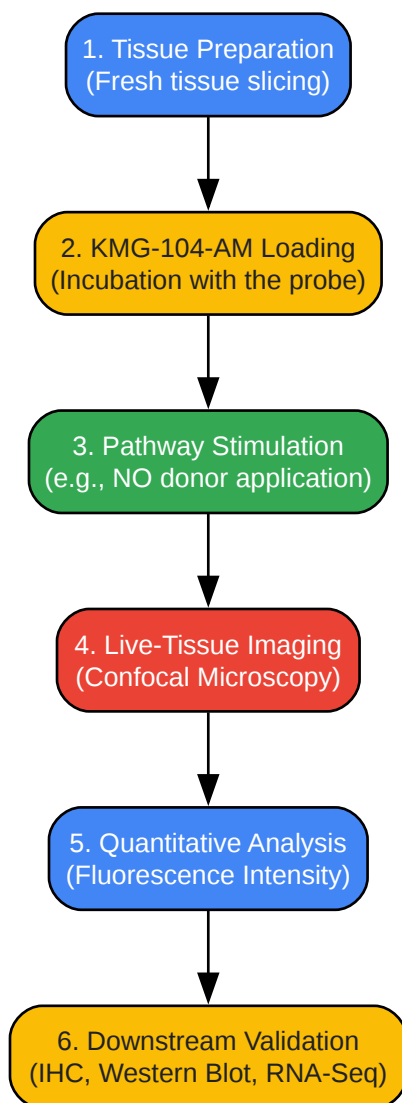 1. Tissue Preparation
(Fresh tissue slicing)
2. KMG-104-AM Loading
(Incubation with the probe)
3. Pathway Stimulation
(e.g., NO donor application)
4. Live-Tissue Imaging
(Confocal Microscopy)
5. Quantitative Analysis
(Fluorescence Intensity)
6. Downstream Validation
(IHC, Western Blot, RNA-Seq)